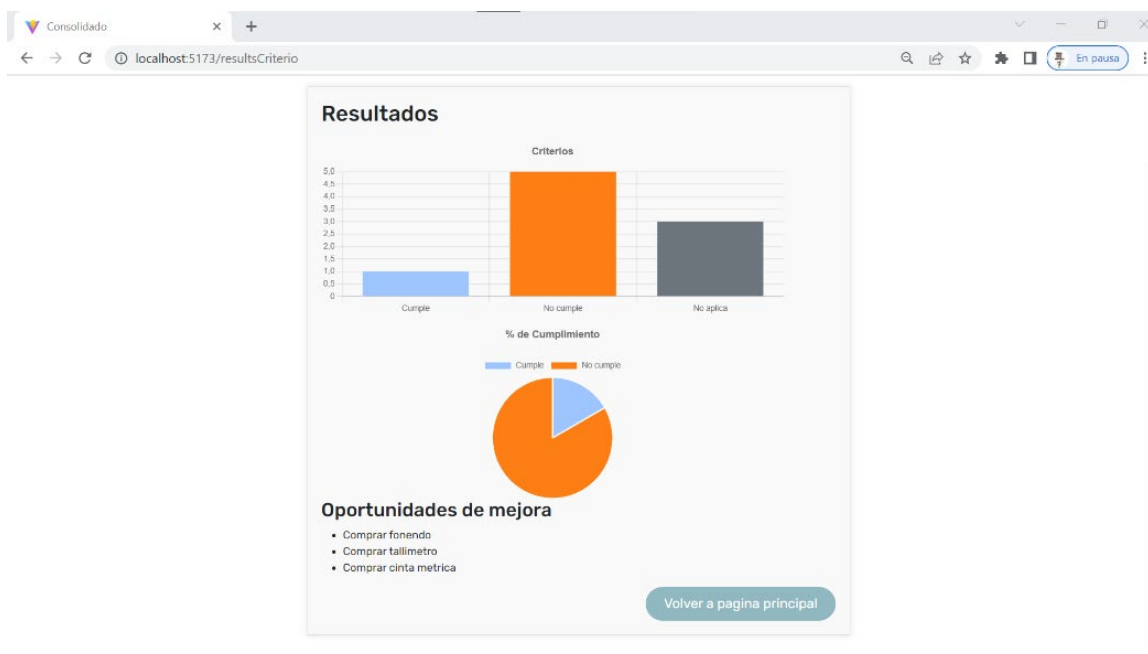 Consolidado
localhost:5173/resultsCriterio
En pausa
Resultados
Criterios
5,0
4,5
4,0
3,5
3,0
2,5
2,0
1,5
1,0
0,5
0
Cumple No cumple No aplica
% de Cumplimiento
Cumple No cumple
Oportunidades de mejora
• Comprar fonendo
• Comprar tallimetro
• Comprar cinta metrica
Volver a pagina principal